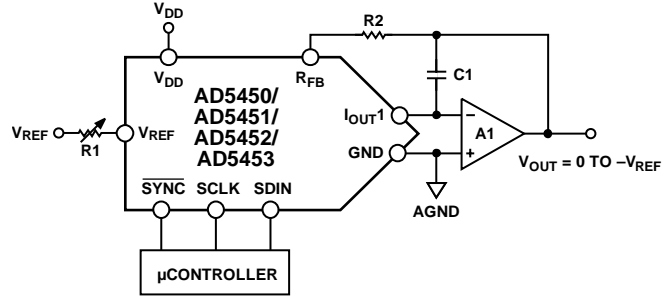 VDD
R2
VDD
RFB
C1
AD5450/
AD5451/
AD5452/
AD5453
IOUT1
A1
VREF
R1
VREF
GND
VOUT = 0 TO –VREF
SYNC SCLK SDIN
AGND
µCONTROLLER